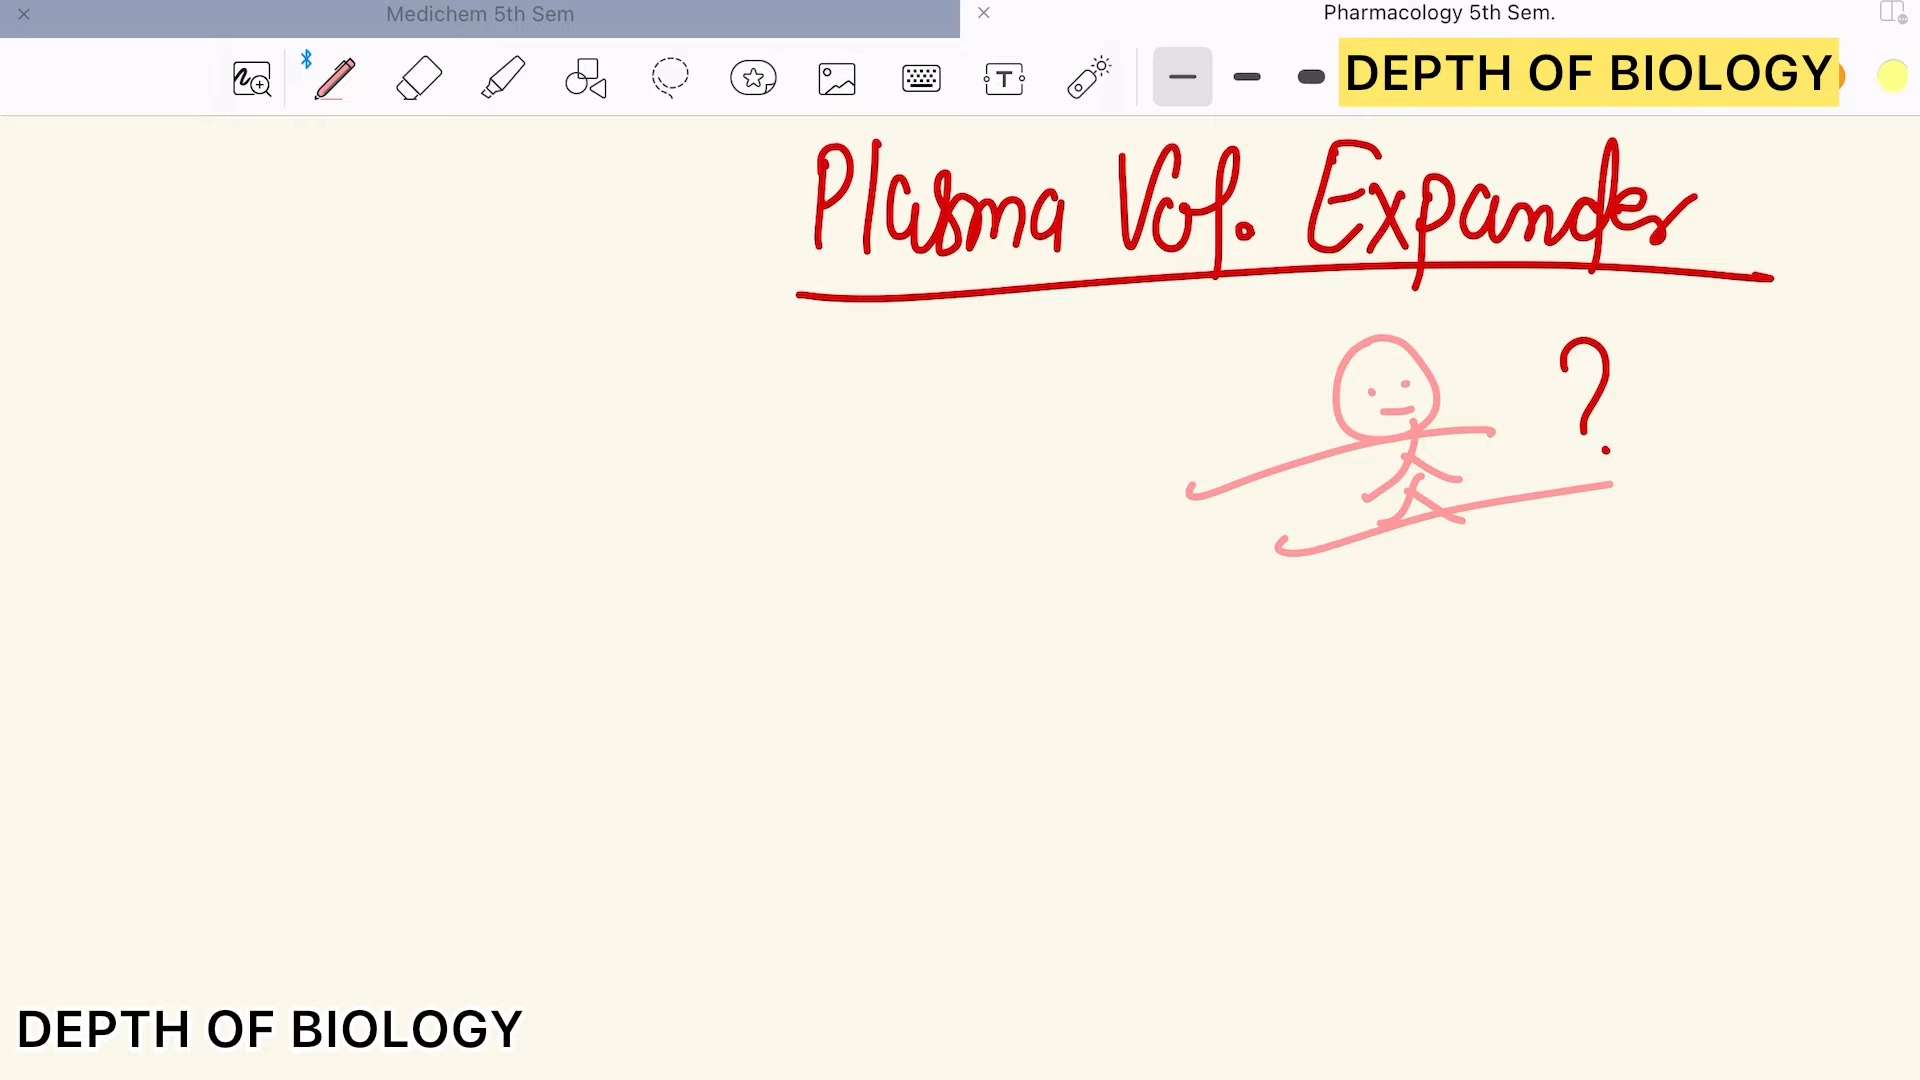 Medichem 5th Sem
Pharmacology 5th Sem.
DEPTH OF BIOLOGY
Plasma Vol. Expander
?
DEPTH OF BIOLOGY